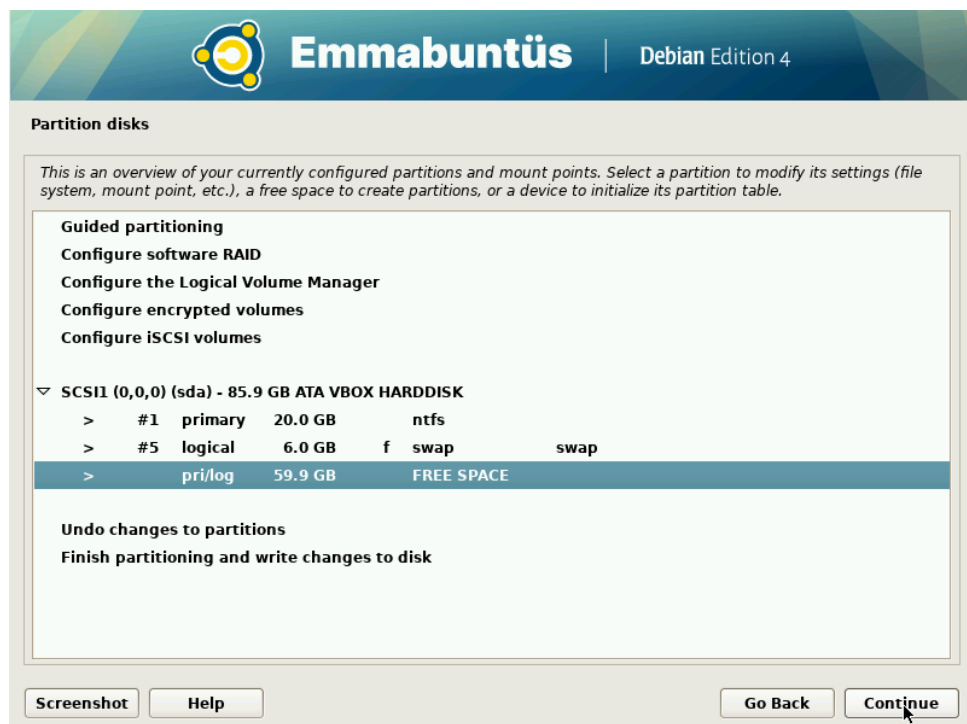 Emmabuntüs Debian Edition 4
Partition disks
This is an overview of your currently configured partitions and mount points. Select a partition to modify its settings (file
system, mount point, etc.), a free space to create partitions, or a device to initialize its partition table.
Guided partitioning
Configure software RAID
Configure the Logical Volume Manager
Configure encrypted volumes
Configure iSCSI volumes
SCSI1 (0,0,0) (sda) - 85.9 GB ATA VBOX HARDDISK
> #1 primary 20.0 GB ntfs
> #5 logical 6.0 GB f swap swap
> pri/log 59.9 GB FREE SPACE
Undo changes to partitions
Finish partitioning and write changes to disk
Screenshot Help Go Back Continue